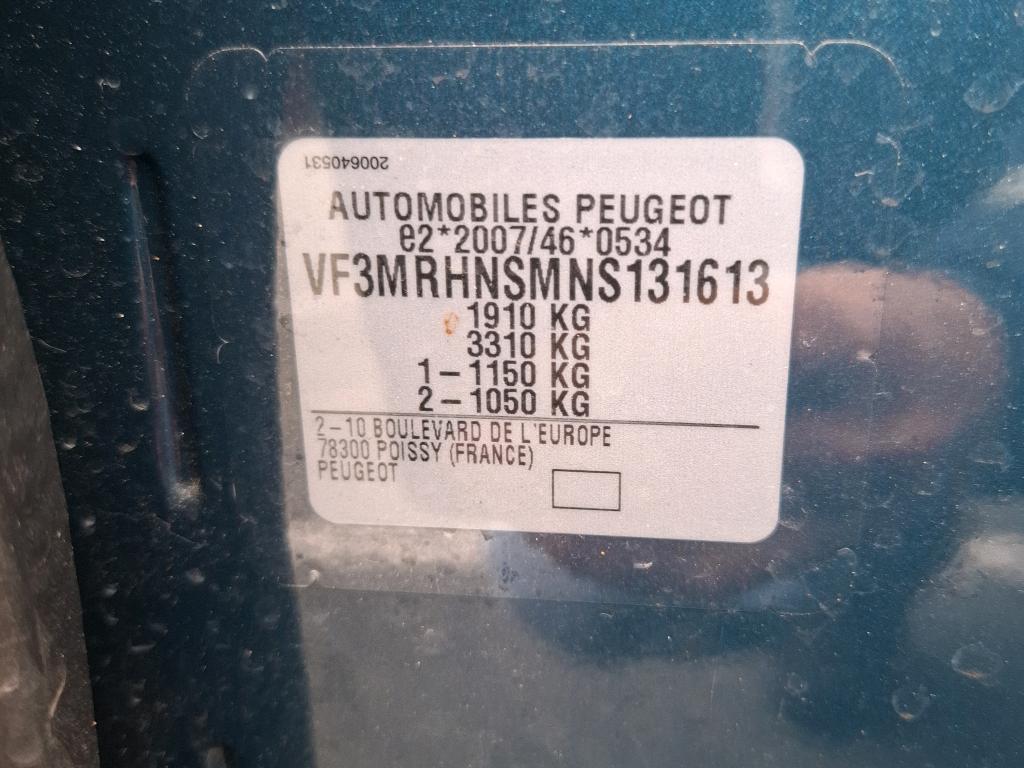 200640531
AUTOMOBILES PEUGEOT
e2*2007/46*0534
VF3MRHNSMNS131613
1910 KG
3310 KG
1-1150 KG
2-1050 KG
2-10 BOULEVARD DE L'EUROPE
78300 POISSY (FRANCE)
PEUGEOT